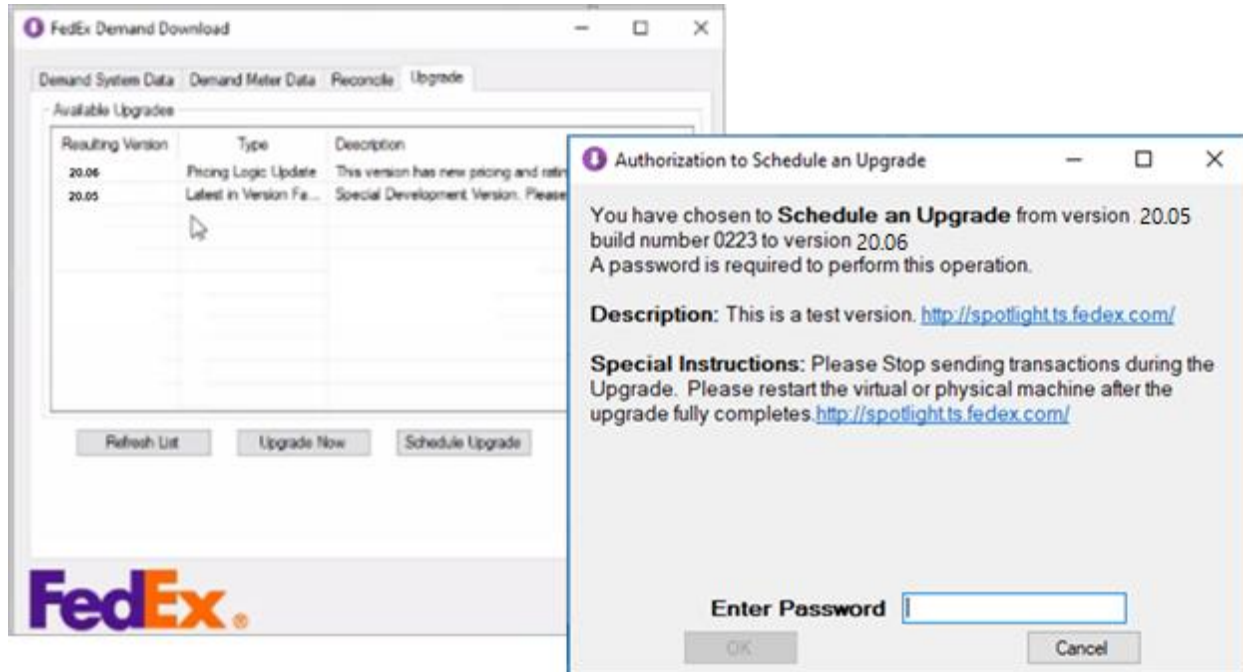 FedEx Demand Download
Demand System Data Demand Meter Data Reconcile Upgrade
Available Upgrades
Resulting Version Type Description
20.06 Pricing Logic Update This version has new pricing and ratin
20.05 Latest in Version Fa... Special Development Version. Please
Refresh List Upgrade Now Schedule Upgrade
FedEx®
Authorization to Schedule an Upgrade
You have chosen to Schedule an Upgrade from version 20.05
build number 0223 to version 20.06
A password is required to perform this operation.
Description: This is a test version. http://spotlight.ts.fedex.com/
Special Instructions: Please Stop sending transactions during the
Upgrade. Please restart the virtual or physical machine after the
upgrade fully completes.http://spotlight.ts.fedex.com/
Enter Password
OK Cancel